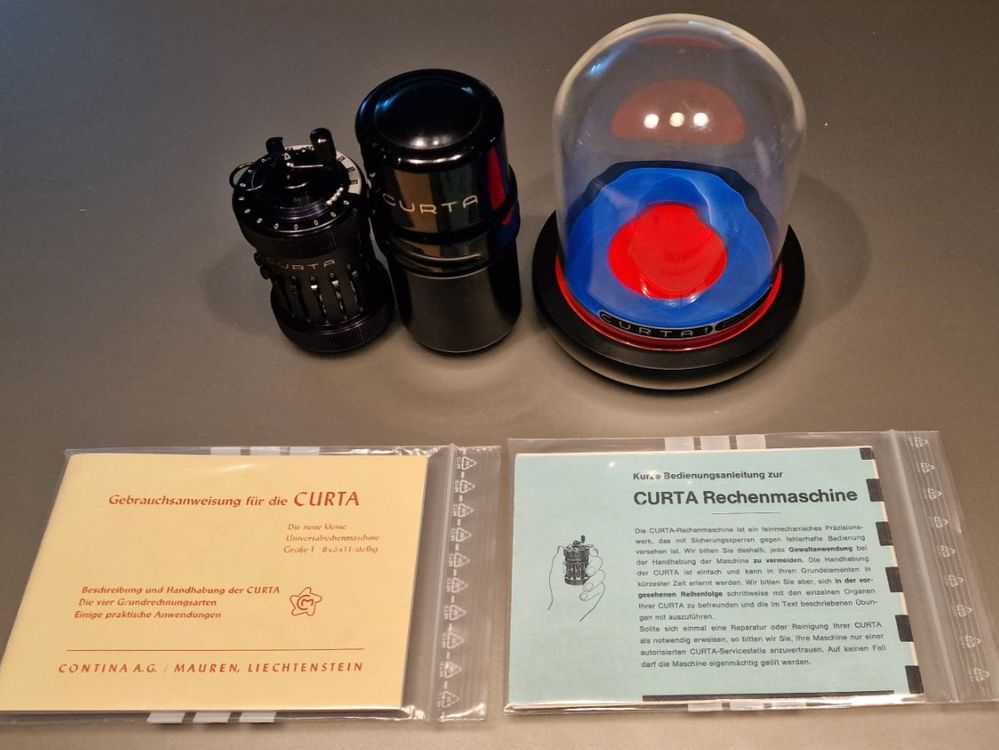 CURTA
CURTA
CURTA 1
Gebrauchsanweisung für die CURTA
Die neue kleine
Universalrechenmaschine
Größe I 8x6x11-stellig
Beschreibung und Handhabung der CURTA
Die vier Grundrechnungsarten
Einige praktische Anwendungen
CONTINA A.G. / MAUREN, LIECHTENSTEIN
Kurze Bedienungsanleitung zur
CURTA Rechenmaschine
Die CURTA-Rechenmaschine ist ein feinmechanisches Präzisions-
werk, das mit Sicherungssperren gegen fehlerhafte Bedienung
versehen ist. Wir bitten Sie deshalb, jede Gewaltanwendung bei
der Handhabung der Maschine zu vermeiden. Die Handhabung
der CURTA ist einfach und kann in ihren Grundelementen in
kürzester Zeit erlernt werden. Wir bitten Sie aber, sich in der vor-
gesehenen Reihenfolge schrittweise mit den einzelnen Organen
Ihrer CURTA zu befreunden und die im Text beschriebenen Übun-
gen mit auszuführen.
Sollte sich einmal eine Reparatur oder Reinigung Ihrer CURTA
als notwendig erweisen, so bitten wir Sie, Ihre Maschine nur einer
autorisierten CURTA-Servicestelle anzuvertrauen. Auf keinen Fall
darf die Maschine eigenmächtig geölt werden.